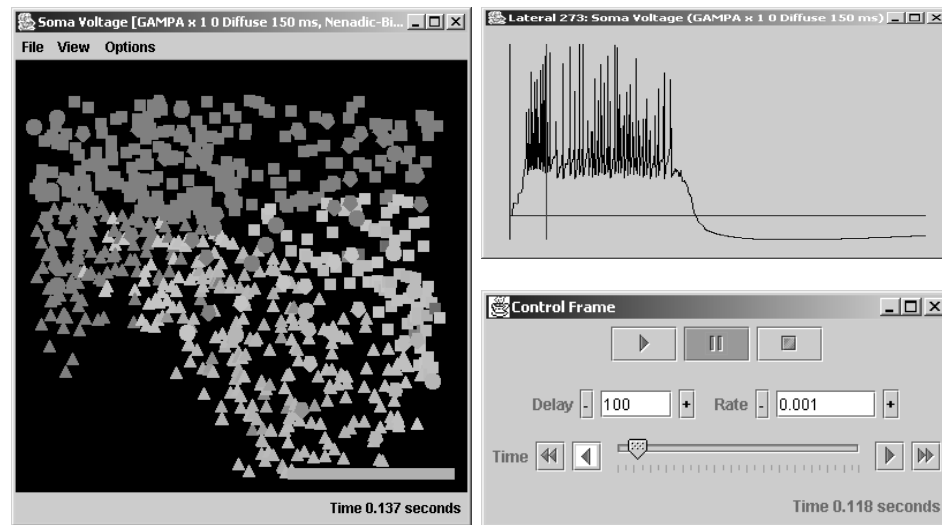 Soma Voltage [GAMPA x 1 0 Diffuse 150 ms, Nenadic-Bi...
File View Options
Time 0.137 seconds
Lateral 273: Soma Voltage (GAMPA x 1 0 Diffuse 150 ms)
Control Frame
Delay - 100 + Rate - 0.001 +
Time
Time 0.118 seconds